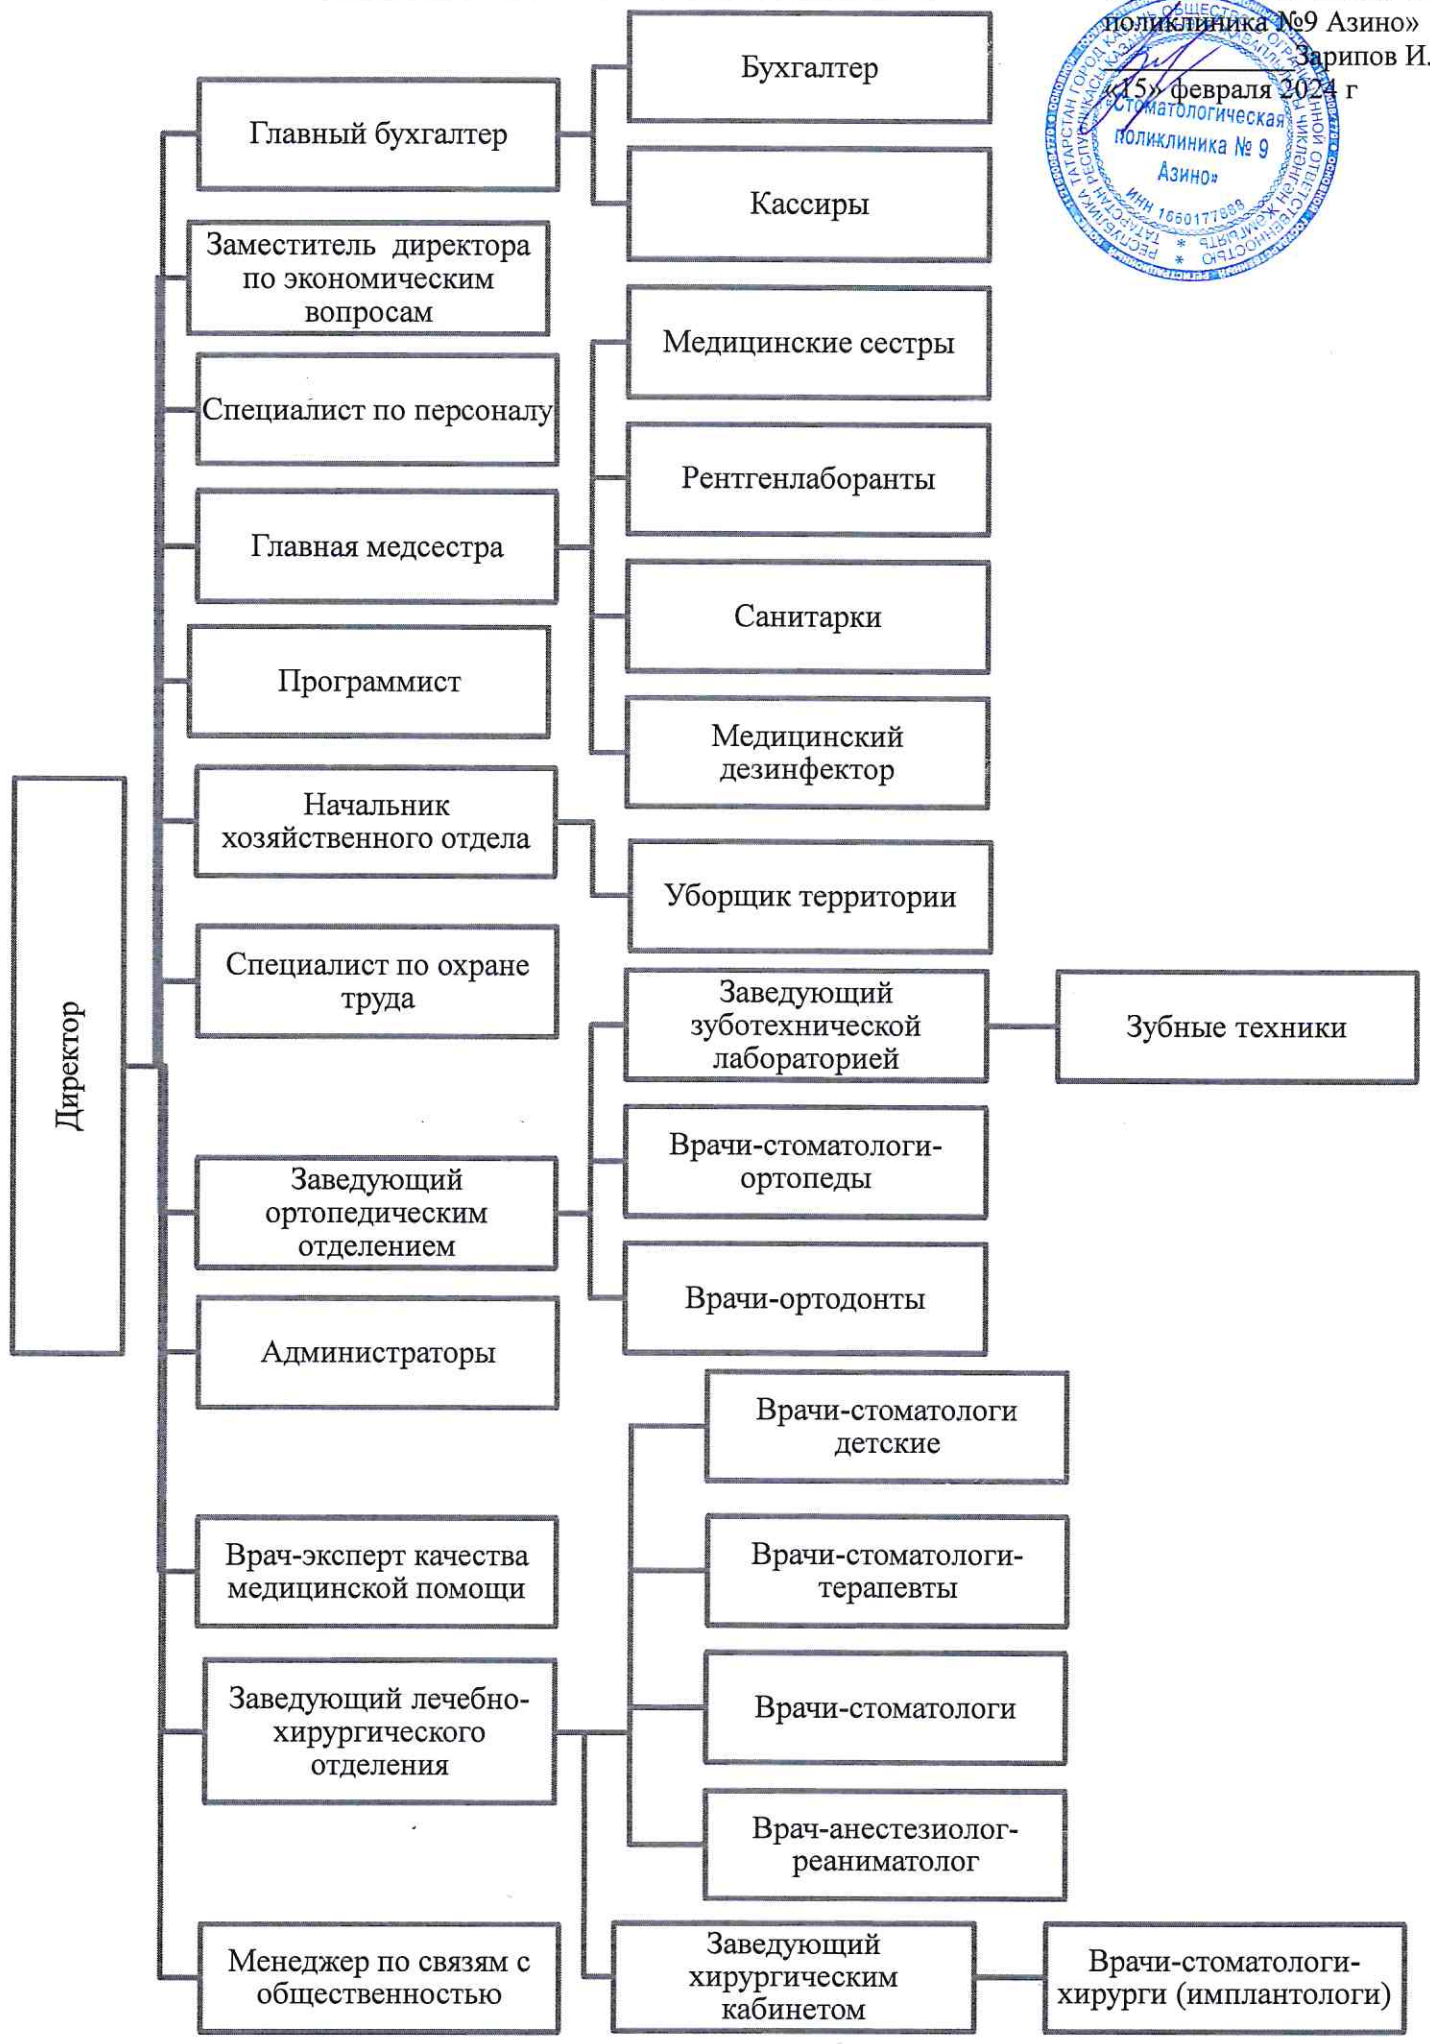 поликлиника №9 Азино»
Зарипов И.
«15» февраля 2024 г
Стоматологическая
поликлиника № 9
Азино»
ИНН 1660177888
Бухгалтер
Главный бухгалтер
Кассиры
Заместитель директора
по экономическим
вопросам
Медицинские сестры
Специалист по персоналу
Рентгенлаборанты
Главная медсестра
Санитарки
Программист
Медицинский
дезинфектор
Начальник
хозяйственного отдела
Уборщик территории
Специалист по охране
труда
Заведующий
зуботехнической
лабораторией
Зубные техники
Директор
Врачи-стоматологи-
ортопеды
Заведующий
ортопедическим
отделением
Врачи-ортодонты
Администраторы
Врачи-стоматологи
детские
Врач-эксперт качества
медицинской помощи
Врачи-стоматологи-
терапевты
Заведующий лечебно-
хирургического
отделения
Врачи-стоматологи
Врач-анестезиолог-
реаниматолог
Менеджер по связям с
общественностью
Заведующий
хирургическим
кабинетом
Врачи-стоматологи-
хирурги (имплантологи)